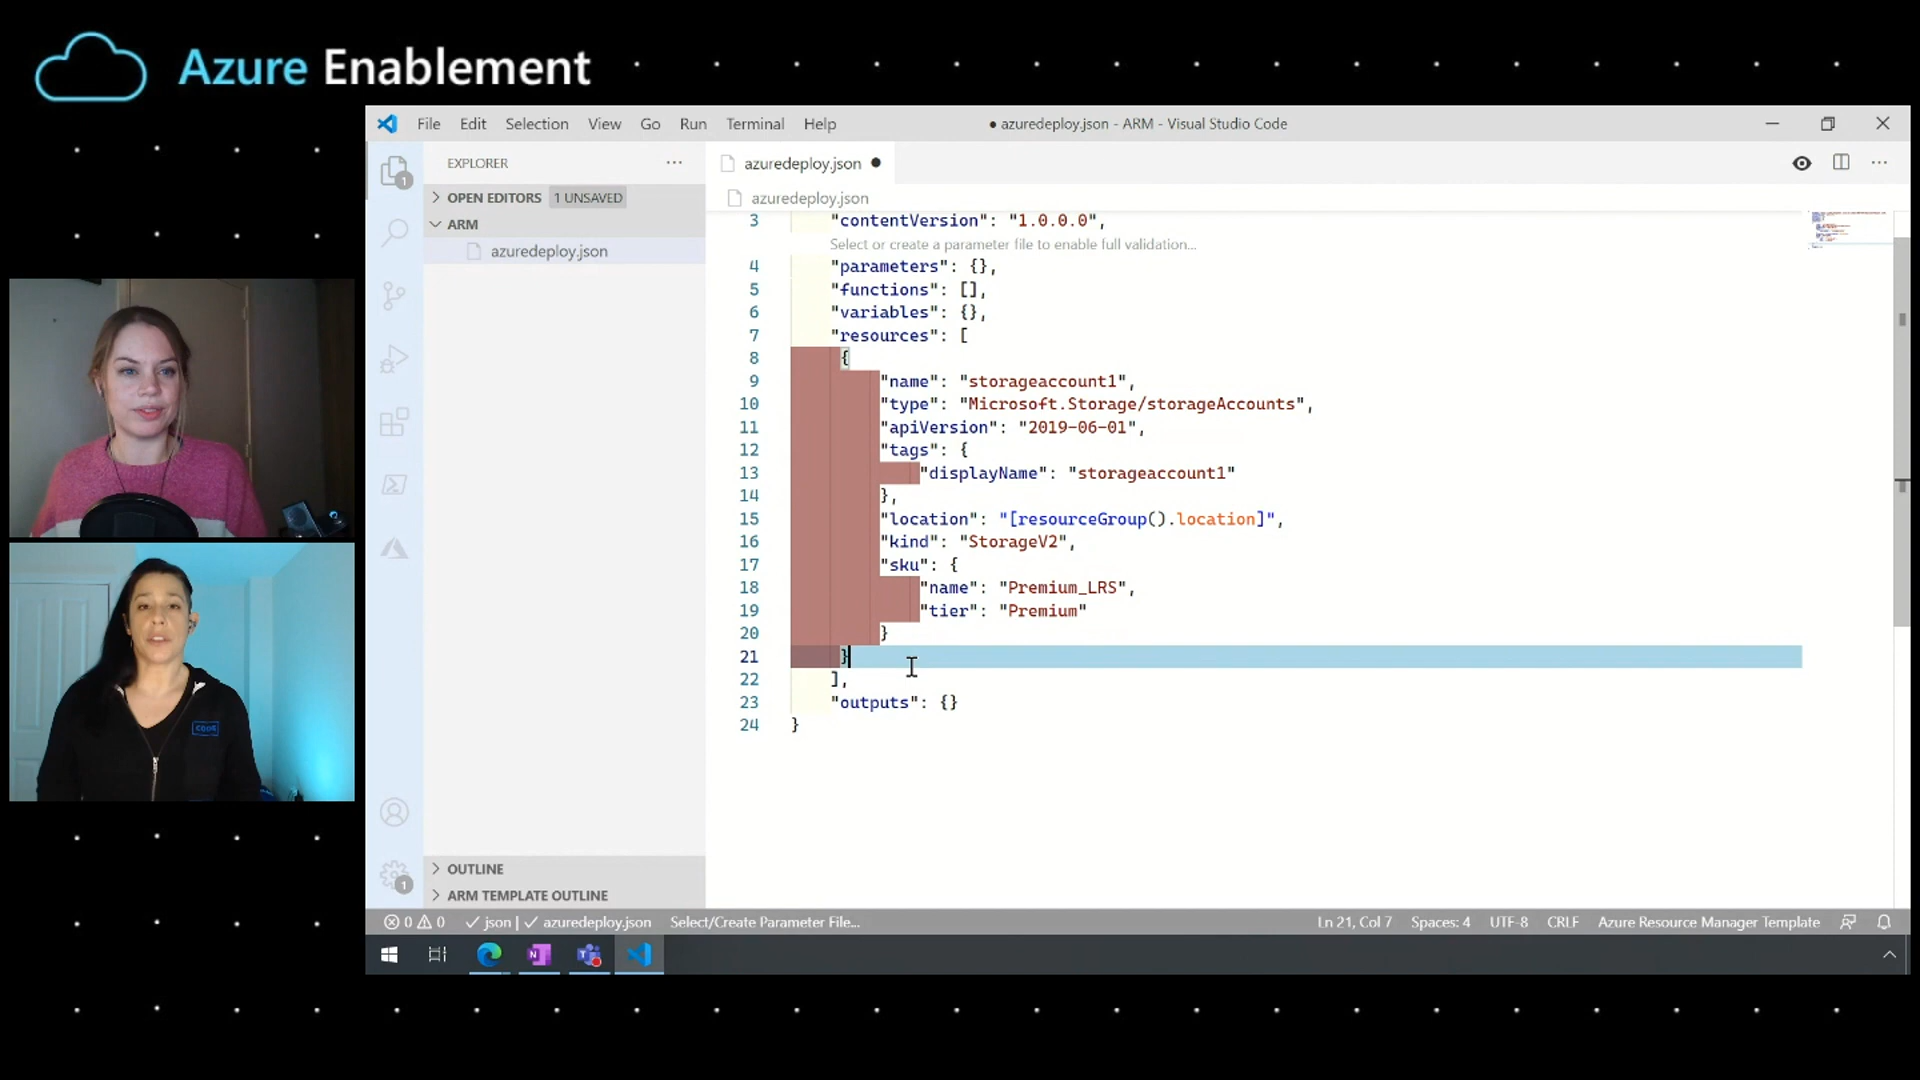 Azure Enablement
File Edit Selection View Go Run Terminal Help
● azuredeploy.json - ARM - Visual Studio Code
EXPLORER
azuredeploy.json ●
1
OPEN EDITORS 1 UNSAVED
azuredeploy.json
ARM
azuredeploy.json
3 "contentVersion": "1.0.0.0",
Select or create a parameter file to enable full validation...
4 "parameters": {},
5 "functions": [],
6 "variables": {},
7 "resources": [
8 {
9 "name": "storageaccount1",
10 "type": "Microsoft.Storage/storageAccounts",
11 "apiVersion": "2019-06-01",
12 "tags": {
13 "displayName": "storageaccount1"
14 },
15 "location": "[resourceGroup().location]",
16 "kind": "StorageV2",
17 "sku": {
18 "name": "Premium_LRS",
19 "tier": "Premium"
20 }
21 }
22 ],
23 "outputs": {}
24 }
CODE
OUTLINE
1
ARM TEMPLATE OUTLINE
0 0 json | azuredeploy.json Select/Create Parameter File... Ln 21, Col 7 Spaces: 4 UTF-8 CRLF Azure Resource Manager Template